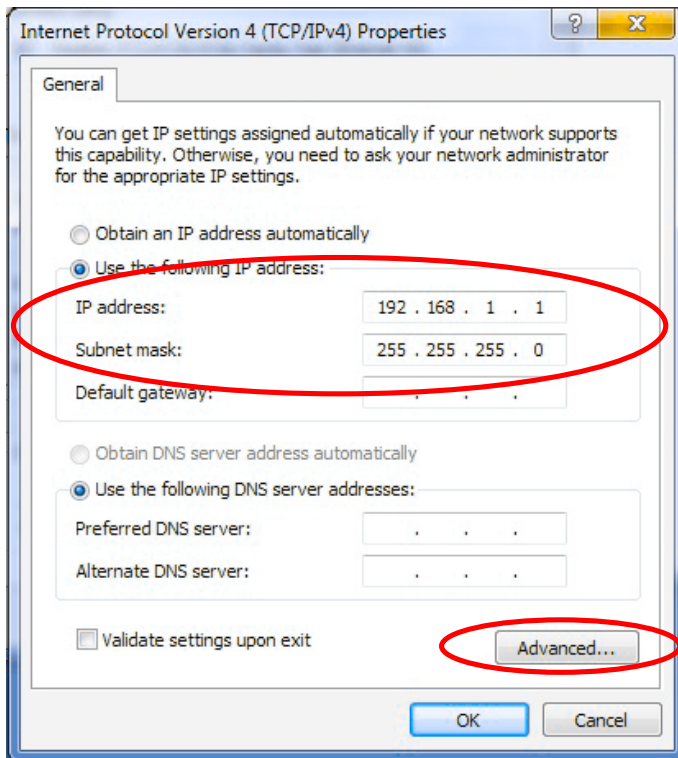 Internet Protocol Version 4 (TCP/IPv4) Properties
?
General
You can get IP settings assigned automatically if your network supports
this capability. Otherwise, you need to ask your network administrator
for the appropriate IP settings.
Obtain an IP address automatically
Use the following IP address:
IP address: 192 . 168 . 1 . 1
Subnet mask: 255 . 255 . 255 . 0
Default gateway: . . .
Obtain DNS server address automatically
Use the following DNS server addresses:
Preferred DNS server: . . .
Alternate DNS server: . . .
Validate settings upon exit
Advanced...
OK Cancel